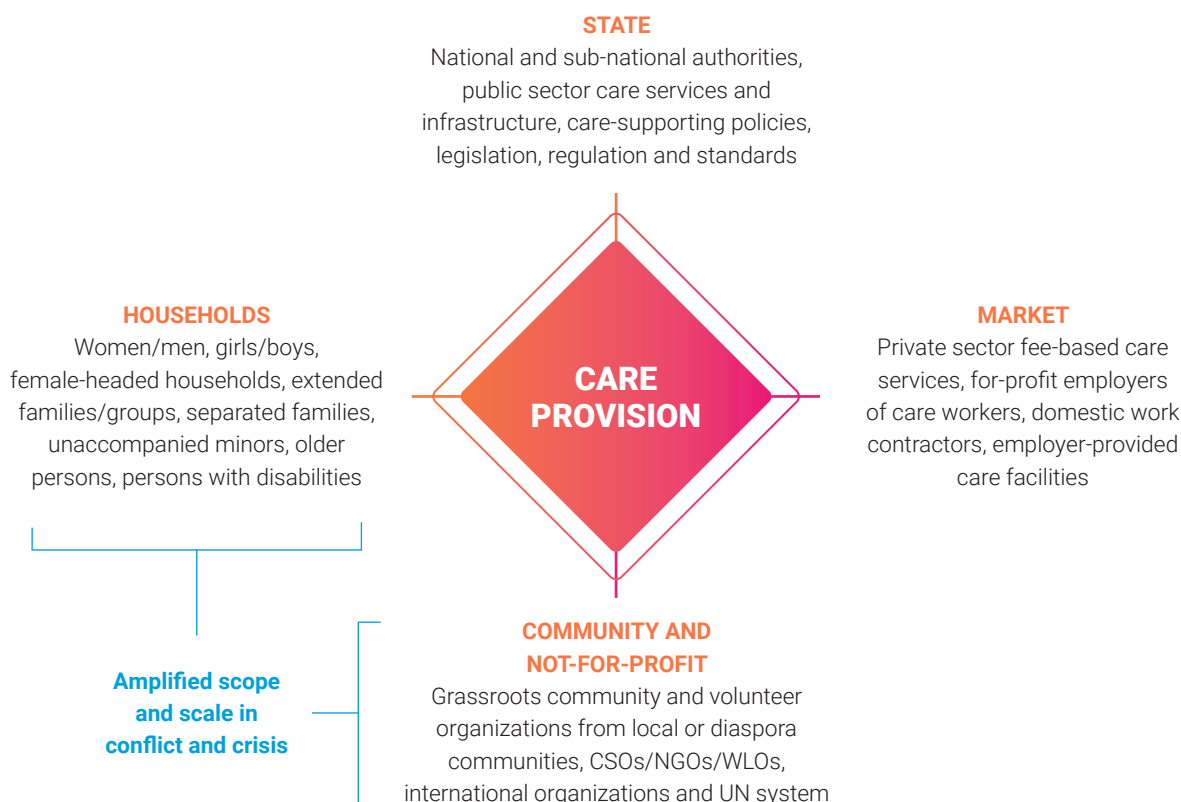 STATE
National and sub-national authorities,
public sector care services and
infrastructure, care-supporting policies,
legislation, regulation and standards
HOUSEHOLDS
Women/men, girls/boys,
female-headed households, extended
families/groups, separated families,
unaccompanied minors, older
persons, persons with disabilities
CARE
PROVISION
MARKET
Private sector fee-based care
services, for-profit employers
of care workers, domestic work
contractors, employer-provided
care facilities
Amplified scope
and scale in
conflict and crisis
COMMUNITY AND
NOT-FOR-PROFIT
Grassroots community and volunteer
organizations from local or diaspora
communities, CSOs/NGOs/WLOs,
international organizations and UN system